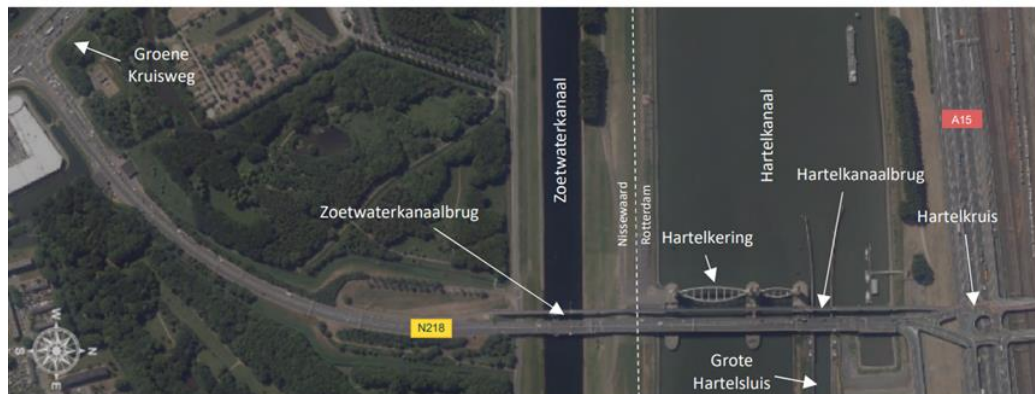 Groene
Kruisweg
Zoetwaterkanaal
Nissewaard
Rotterdam
Hartelkanaal
A15
Hartelkanaalbrug
Zoetwaterkanaalbrug
Hartelkering
Hartelkruis
N218
Grote
Hartelsluis
W
N
S
E